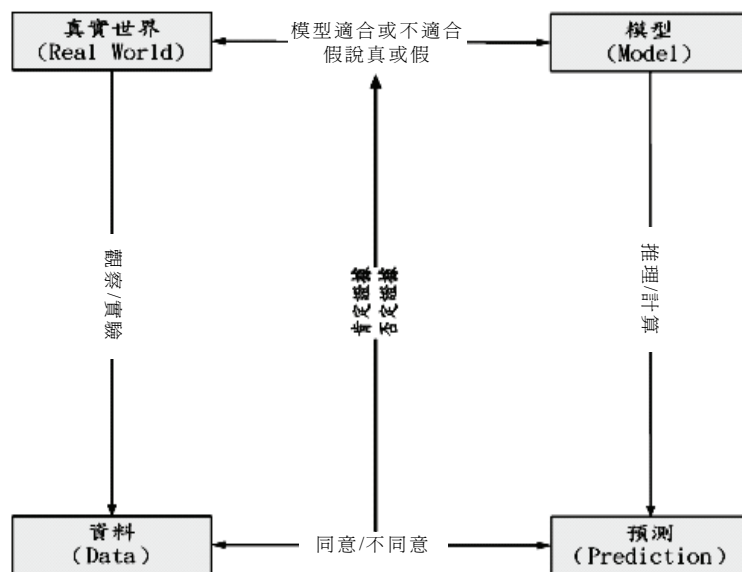 真實世界
(Real World)
模型適合或不適合
假說真或假
模型
(Model)
觀察/實驗
肯定證據
否定證據
推理/計算
資料
(Data)
同意/不同意
預測
(Prediction)